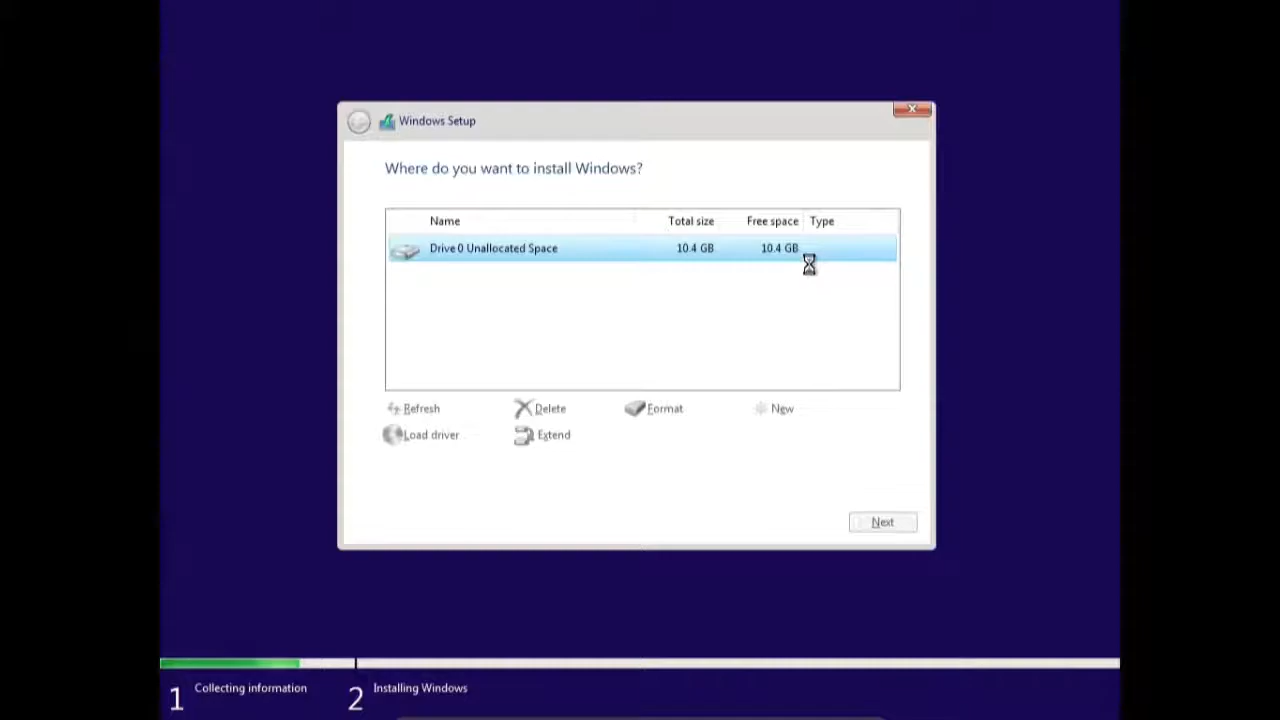 Windows Setup
Where do you want to install Windows?
Name Total size Free space Type
Drive 0 Unallocated Space 10.4 GB 10.4 GB
Refresh Delete Format New
Load driver Extend
Next
1 Collecting information 2 Installing Windows